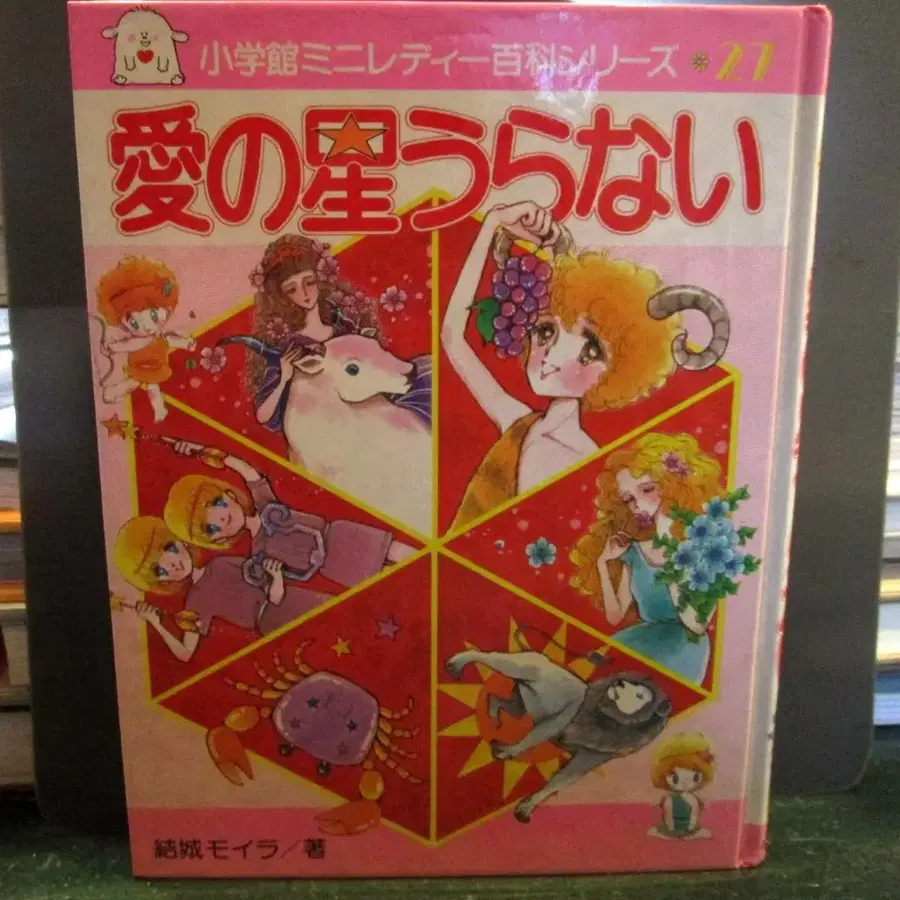 小学館ミニレディー百科シリーズ*27
愛の星うらない
結城モイラ/著